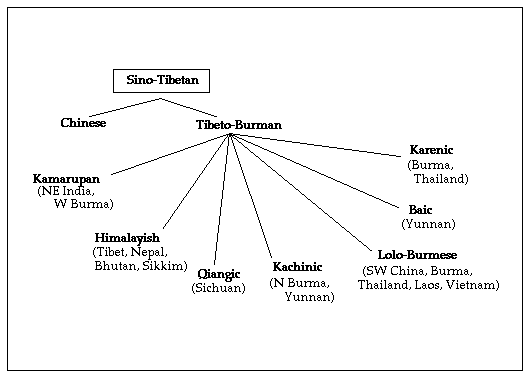 Sino-Tibetan
Chinese
Tibeto-Burman
Karenic
(Burma,
Thailand)
Kamarupan
(NE India,
W Burma)
Baic
(Yunnan)
Himalayish
(Tibet, Nepal,
Bhutan, Sikkim)
Qiangic
(Sichuan)
Kachinic
(N Burma,
Yunnan)
Lolo-Burmese
(SW China, Burma,
Thailand, Laos, Vietnam)